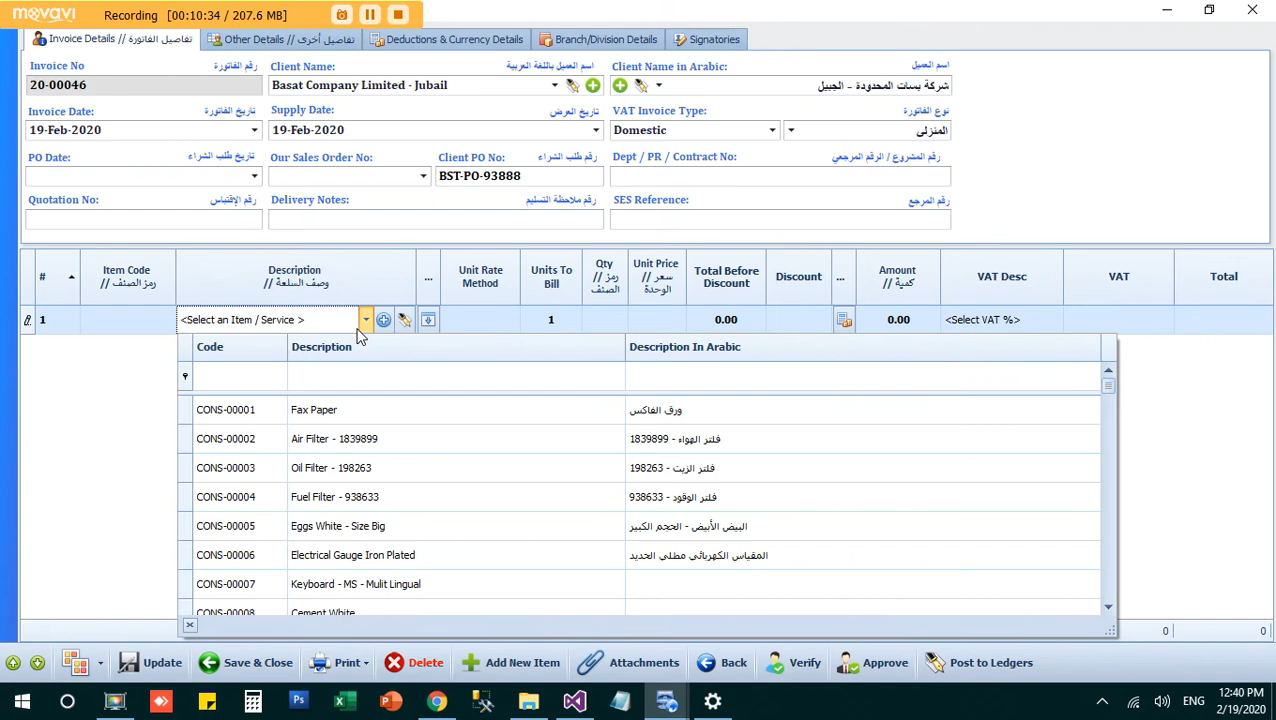 movavi Recording [ 00:10:34 / 207.6 MB ]
Invoice Details // تفاصيل الفاتورة
Other Details // تفاصيل أخرى
Deductions & Currency Details
Branch/Division Details
Signatories
Invoice No رقم الفاتورة
20-00046
Client Name: اسم العميل باللغة العربية
Basat Company Limited - Jubail
Client Name in Arabic: اسم العميل
شركة بسات المحدودة - الجبيل
Invoice Date: تاريخ الفاتورة
19-Feb-2020
Supply Date: تاريخ العرض
19-Feb-2020
VAT Invoice Type: نوع الفاتورة
Domestic المنزلى
PO Date: تاريخ طلب الشراء
Our Sales Order No:
Client PO No: رقم طلب الشراء
BST-PO-93888
Dept / PR / Contract No: رقم المشروع / الرقم المرجعي
Quotation No: رقم الإقتباس
Delivery Notes: رقم ملاحظة التسليم
SES Reference: رقم المرجع
#
Item Code
// رمز الصنف
Description
// وصف السلعة
...
Unit Rate
Method
Units To
Bill
Qty
// رمز
الصنف
Unit Price
// سعر
الوحدة
Total Before
Discount
Discount
...
Amount
// كمية
VAT Desc
VAT
Total
1 <Select an Item / Service > 1 0.00 0.00 <Select VAT %>
Code Description Description In Arabic
CONS-00001 Fax Paper ورق الفاكس
CONS-00002 Air Filter - 1839899 فلتر الهواء - 1839899
CONS-00003 Oil Filter - 198263 فلتر الزيت - 198263
CONS-00004 Fuel Filter - 938633 فلتر الوقود - 938633
CONS-00005 Eggs White - Size Big البيض الأبيض - الحجم الكبير
CONS-00006 Electrical Gauge Iron Plated المقياس الكهربائي مطلي الحديد
CONS-00007 Keyboard - MS - Mulit Lingual
CONS-00008 Cement White
0 0
Update
Save & Close
Print
Delete
Add New Item
Attachments
Back
Verify
Approve
Post to Ledgers
Ps
ENG
12:40 PM
2/19/2020